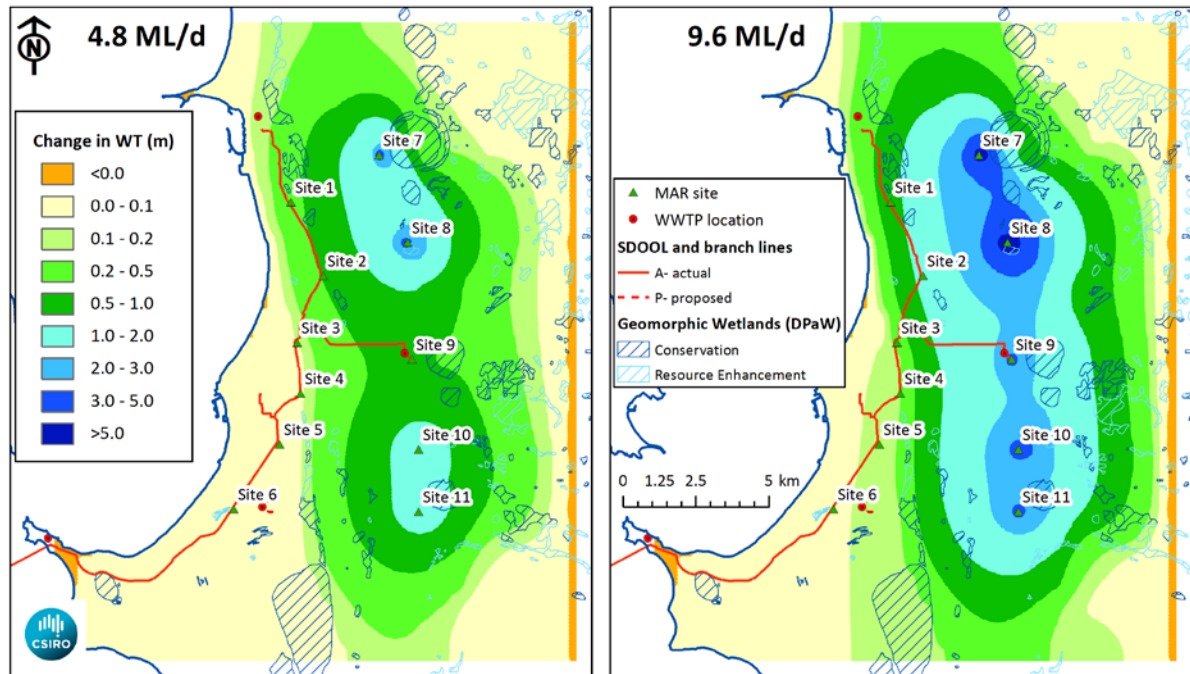 4.8 ML/d
N
Change in WT (m)
<0.0
0.0 - 0.1
0.1 - 0.2
0.2 - 0.5
0.5 - 1.0
1.0 - 2.0
2.0 - 3.0
3.0 - 5.0
>5.0
Site 7
Site 1
Site 8
Site 2
Site 3
Site 9
Site 4
Site 5
Site 10
Site 6
Site 11
CSIRO
9.6 ML/d
Site 7
MAR site
Site 1
WWTP location
Site 8
SDOOL and branch lines
A- actual
Site 2
P- proposed
Geomorphic Wetlands (DPaW)
Site 3
Site 9
Conservation
Resource Enhancement
Site 4
Site 5
Site 10
0 1.25 2.5 5 km
Site 6
Site 11